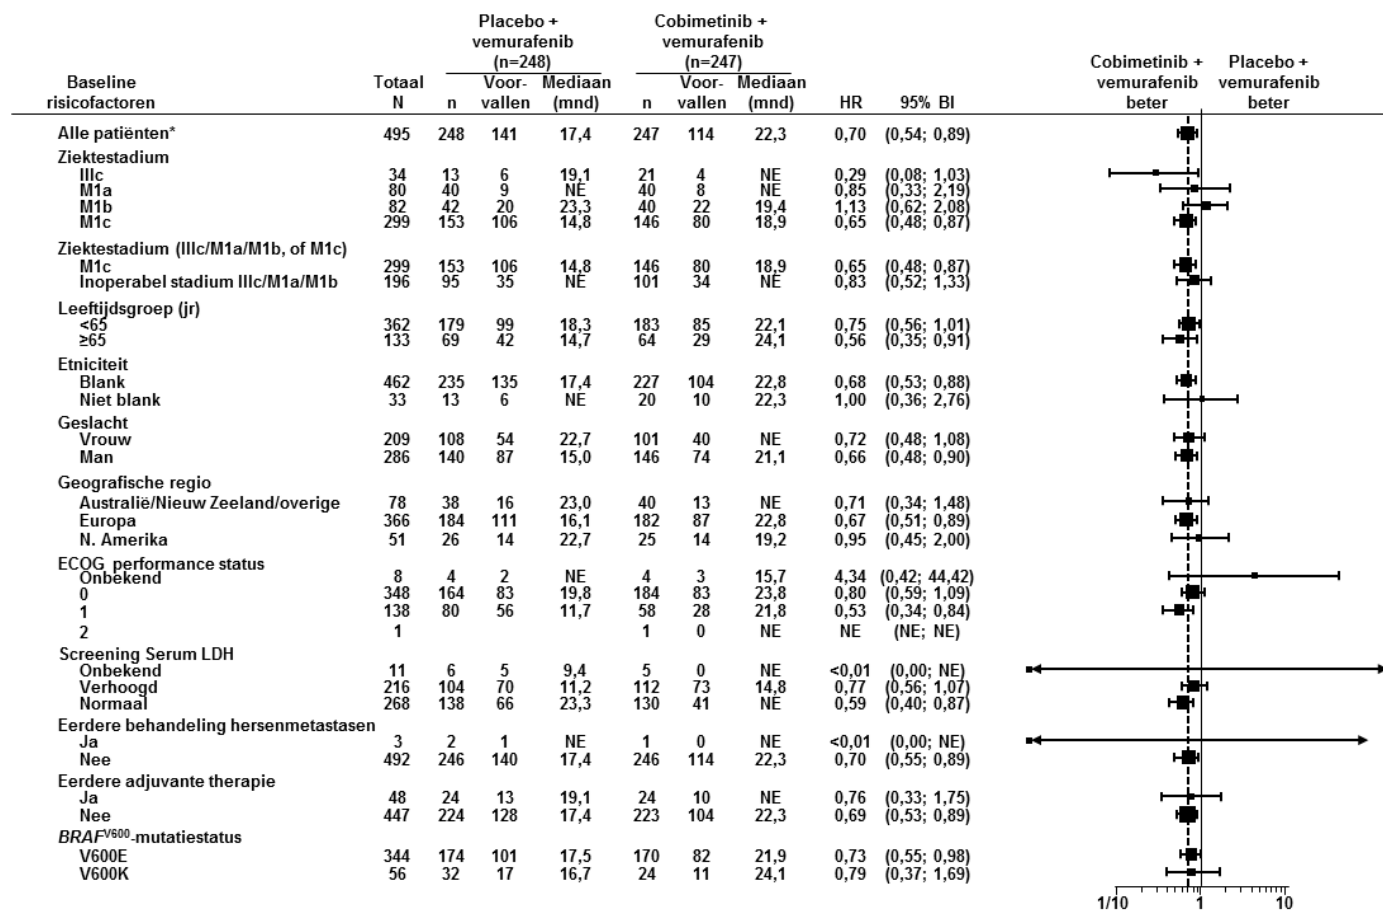 Placebo + Cobimetinib +
vemurafenib vemurafenib
(n=248) (n=247) Cobimetinib + Placebo +
Baseline Totaal Voor- Mediaan Voor- Mediaan vemurafenib vemurafenib
risicofactoren N n vallen (mnd) n vallen (mnd) HR 95% BI beter beter
Alle patiënten* 495 248 141 17,4 247 114 22,3 0,70 (0,54; 0,89)
Ziektestadium
IIIc 34 13 6 19,1 21 4 NE 0,29 (0,08; 1,03)
M1a 80 40 9 NE 40 8 NE 0,85 (0,33; 2,19)
M1b 82 42 20 23,3 40 22 19,4 1,13 (0,62; 2,08)
M1c 299 153 106 14,8 146 80 18,9 0,65 (0,48; 0,87)
Ziektestadium (IIIc/M1a/M1b, of M1c)
M1c 299 153 106 14,8 146 80 18,9 0,65 (0,48; 0,87)
Inoperabel stadium IIIc/M1a/M1b 196 95 35 NE 101 34 NE 0,83 (0,52; 1,33)
Leeftijdsgroep (jr)
<65 362 179 99 18,3 183 85 22,1 0,75 (0,56; 1,01)
≥65 133 69 42 14,7 64 29 24,1 0,56 (0,35; 0,91)
Etniciteit
Blank 462 235 135 17,4 227 104 22,8 0,68 (0,53; 0,88)
Niet blank 33 13 6 NE 20 10 22,3 1,00 (0,36; 2,76)
Geslacht
Vrouw 209 108 54 22,7 101 40 NE 0,72 (0,48; 1,08)
Man 286 140 87 15,0 146 74 21,1 0,66 (0,48; 0,90)
Geografische regio
Australië/Nieuw Zeeland/overige 78 38 16 23,0 40 13 NE 0,71 (0,34; 1,48)
Europa 366 184 111 16,1 182 87 22,8 0,67 (0,51; 0,89)
N. Amerika 51 26 14 22,7 25 14 19,2 0,95 (0,45; 2,00)
ECOG performance status
Onbekend 8 4 2 NE 4 3 15,7 4,34 (0,42; 44,42)
0 348 164 83 19,8 184 83 23,8 0,80 (0,59; 1,09)
1 138 80 56 11,7 58 28 21,8 0,53 (0,34; 0,84)
2 1 1 0 NE NE (NE; NE)
Screening Serum LDH
Onbekend 11 6 5 9,4 5 0 NE <0,01 (0,00; NE)
Verhoogd 216 104 70 11,2 112 73 14,8 0,77 (0,56; 1,07)
Normaal 268 138 66 23,3 130 41 NE 0,59 (0,40; 0,87)
Eerdere behandeling hersenmetastasen
Ja 3 2 1 NE 1 0 NE <0,01 (0,00; NE)
Nee 492 246 140 17,4 246 114 22,3 0,70 (0,55; 0,89)
Eerdere adjuvante therapie
Ja 48 24 13 19,1 24 10 NE 0,76 (0,33; 1,75)
Nee 447 224 128 17,4 223 104 22,3 0,69 (0,53; 0,89)
BRAF^V600-mutatiestatus
V600E 344 174 101 17,5 170 82 21,9 0,73 (0,55; 0,98)
V600K 56 32 17 16,7 24 11 24,1 0,79 (0,37; 1,69)
1/10 1 10